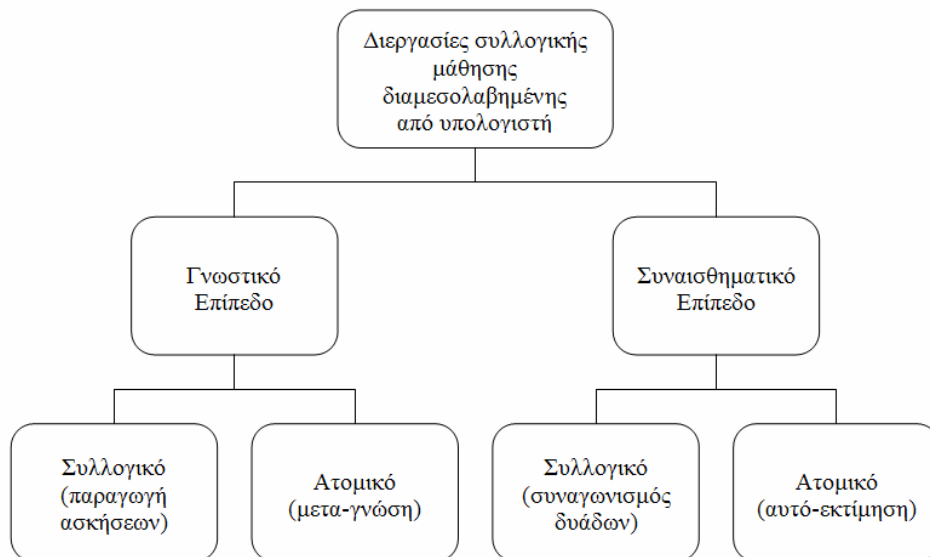 Διεργασίες συλλογικής
μάθησης
διαμεσολαβημένης
από υπολογιστή
Γνωστικό
Επίπεδο
Συναισθηματικό
Επίπεδο
Συλλογικό
(παραγωγή
ασκήσεων)
Ατομικό
(μετα-γνώση)
Συλλογικό
(συναγωνισμός
δυάδων)
Ατομικό
(αυτό-εκτίμηση)